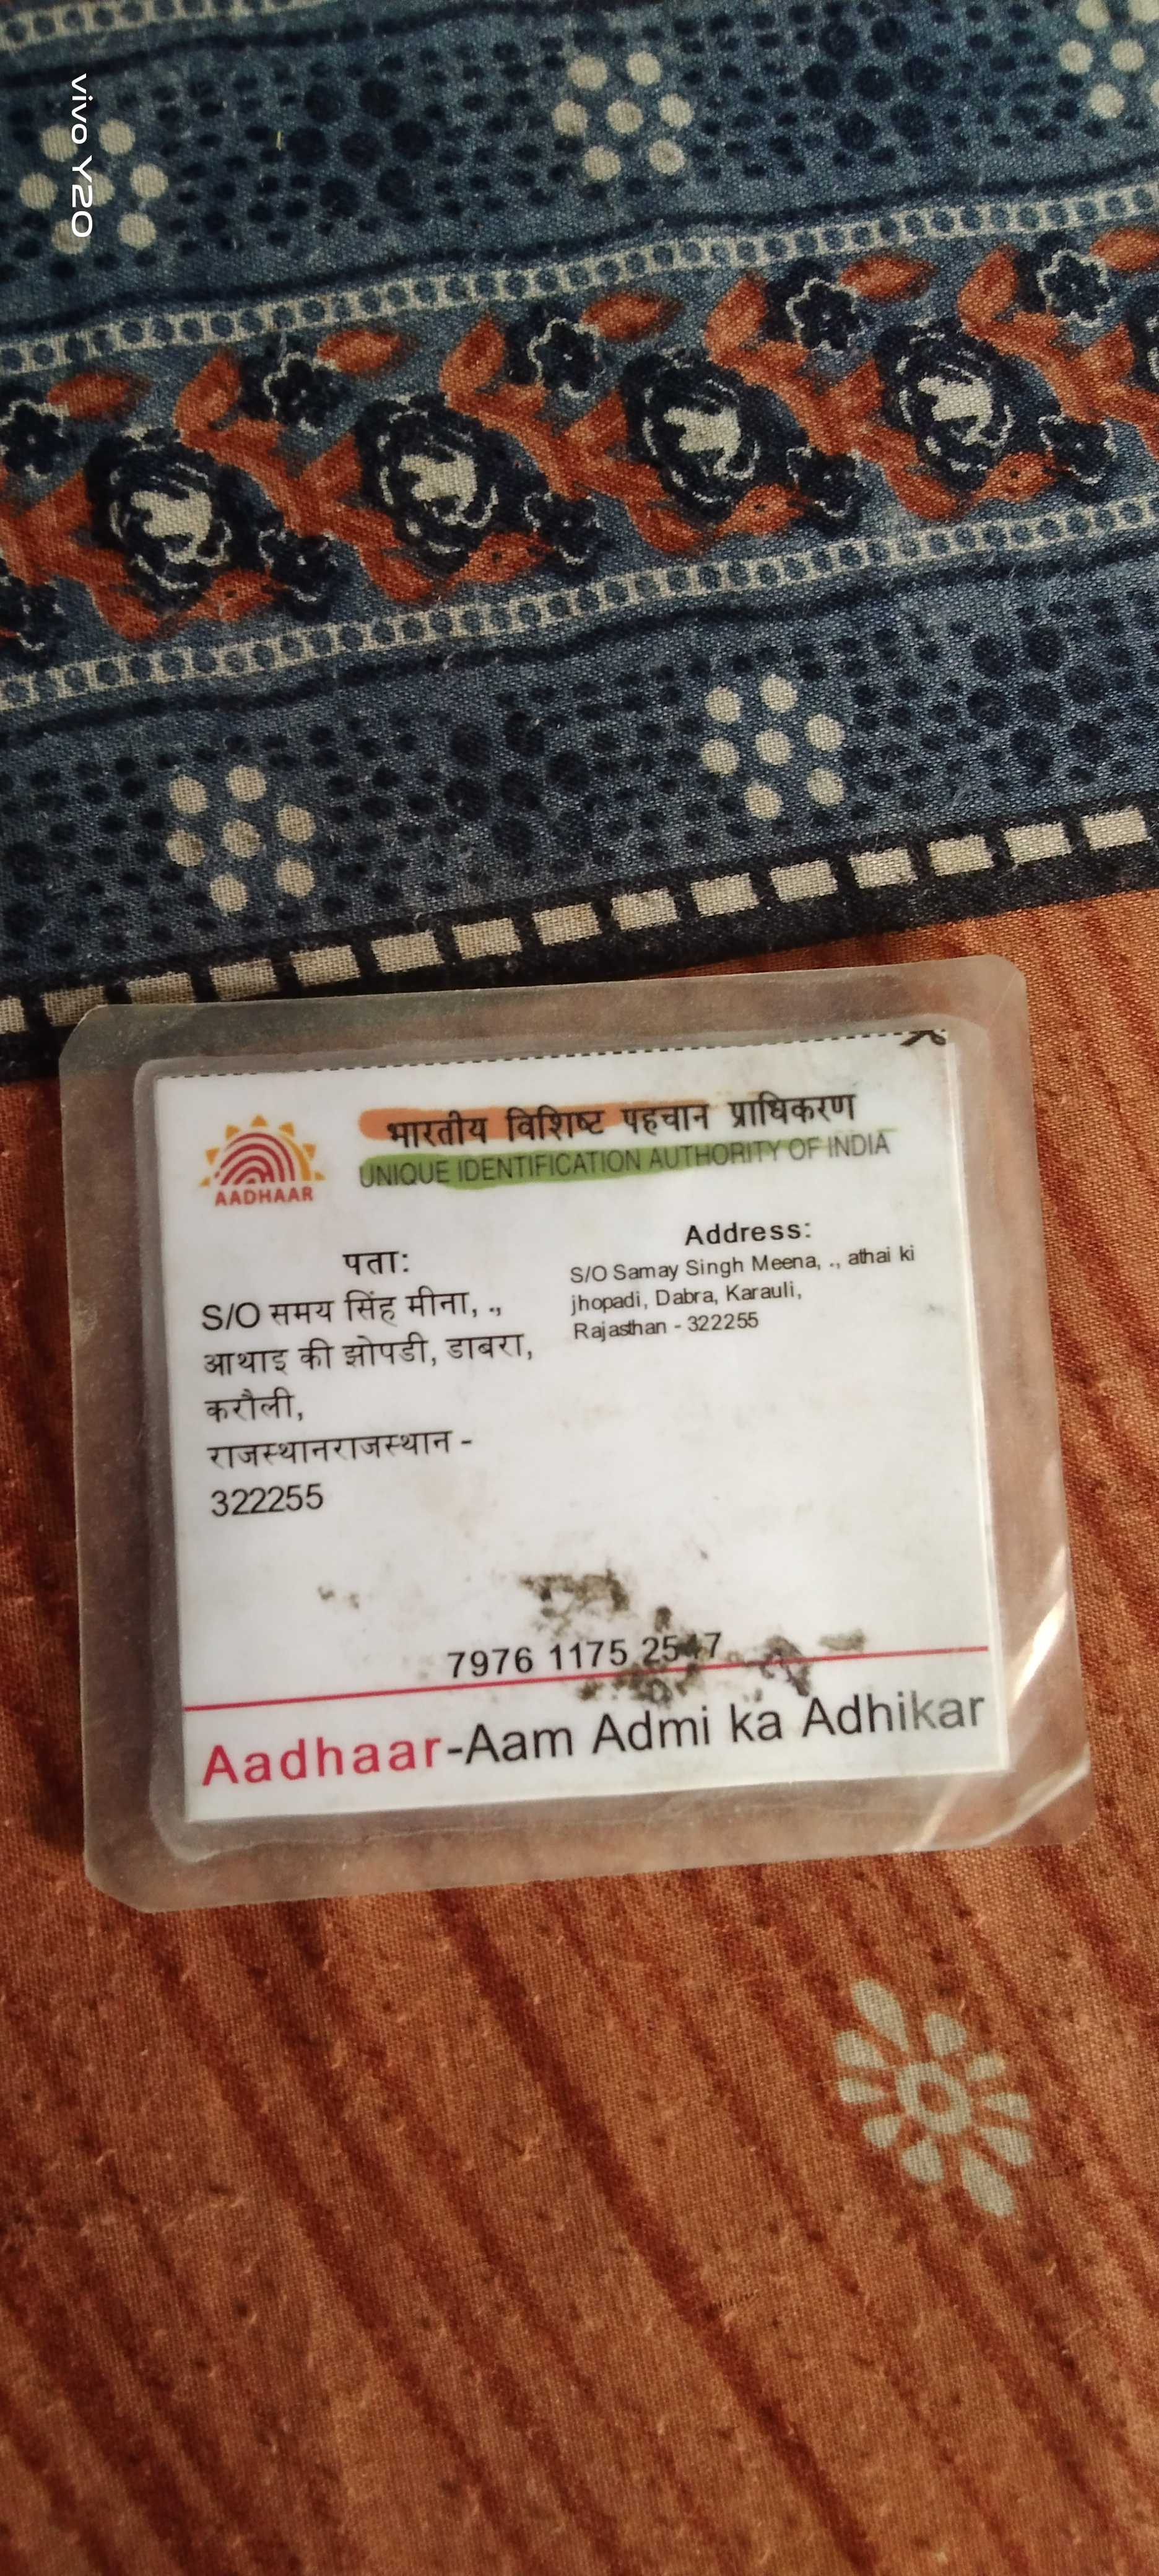 vivo Y20
भारतीय विशिष्ट पहचान प्राधिकरण
UNIQUE IDENTIFICATION AUTHORITY OF INDIA
AADHAAR
पता:
S/O समय सिंह मीना, .,
आथाइ की झोपडी, डाबरा,
करौली,
राजस्थानराजस्थान -
322255
Address:
S/O Samay Singh Meena, ., athai ki
jhopadi, Dabra, Karauli,
Rajasthan - 322255
7976 1175
Aadhaar-Aam Admi ka Adhikar